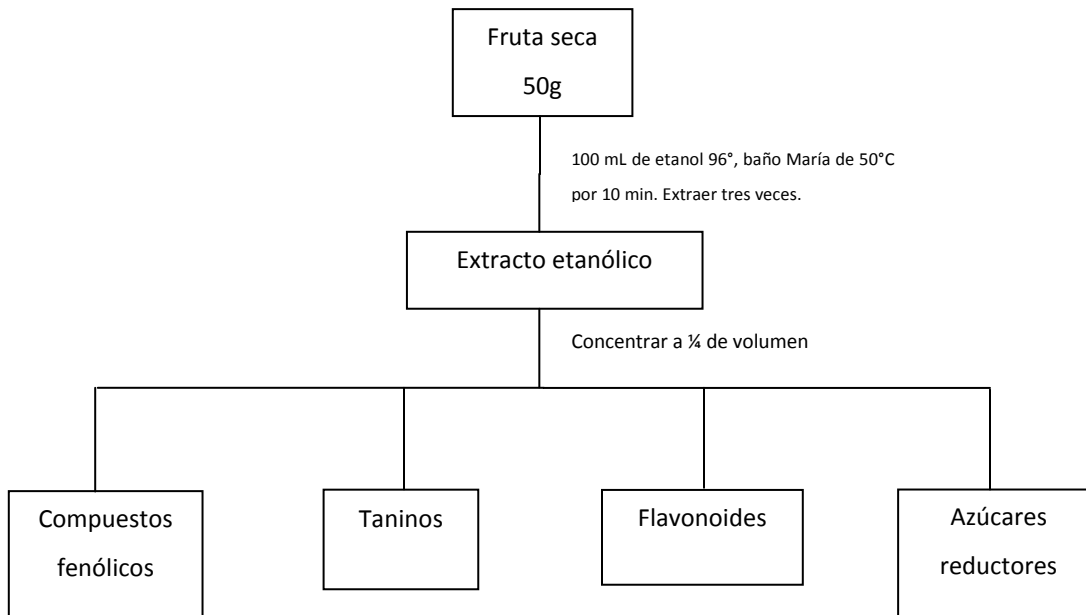 Fruta seca
50g
100 mL de etanol 96°, baño María de 50°C
por 10 min. Extraer tres veces.
Extracto etanólico
Concentrar a ¼ de volumen
Compuestos
fenólicos
Taninos
Flavonoides
Azúcares
reductores